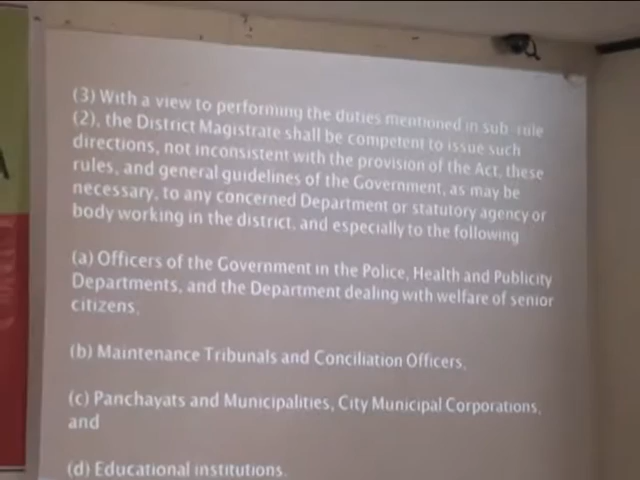 (3) With a view to performing the duties mentioned in sub-rule
(2), the District Magistrate shall be competent to issue such
directions, not inconsistent with the provision of the Act, these
rules, and general guidelines of the Government, as may be
necessary, to any concerned Department or statutory agency or
body working in the district, and especially to the following
(a) Officers of the Government in the Police, Health and Publicity
Departments, and the Department dealing with welfare of senior
citizens,
(b) Maintenance Tribunals and Conciliation Officers,
(c) Panchayats and Municipalities, City Municipal Corporations,
and
(d) Educational institutions.